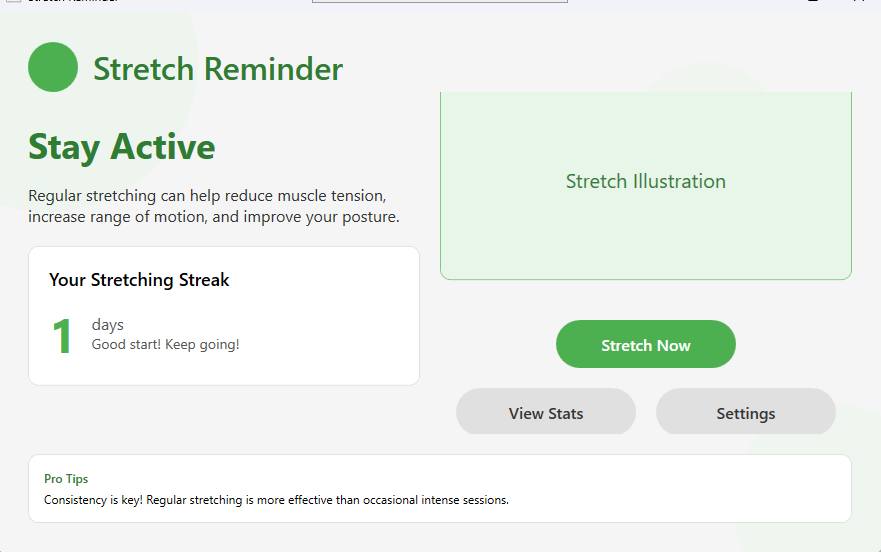 Stretch Reminder
Stretch Reminder
Stay Active
Regular stretching can help reduce muscle tension,
increase range of motion, and improve your posture.
Your Stretching Streak
1
days
Good start! Keep going!
Stretch Illustration
Stretch Now
View Stats
Settings
Pro Tips
Consistency is key! Regular stretching is more effective than occasional intense sessions.